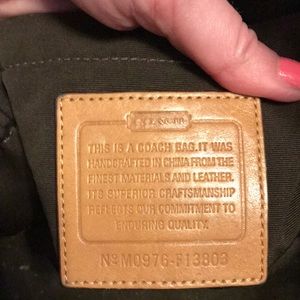 THIS IS A COACH BAG. IT WAS
HANDCRAFTED IN CHINA FROM THE
FINEST MATERIALS AND LEATHER.
ITS SUPERIOR CRAFTSMANSHIP
REFLECTS OUR COMMITMENT TO
ENDURING QUALITY.
Nº M0976-F13803